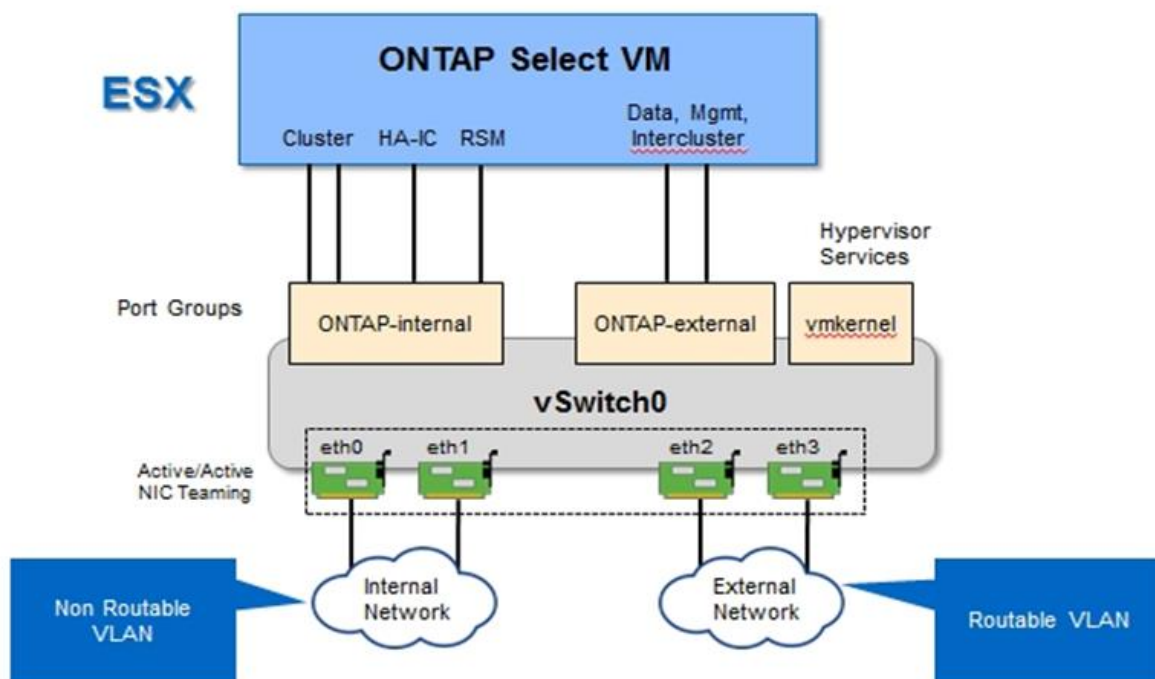 ONTAP Select VM
ESX
Cluster HA-IC RSM
Data, Mgmt,
Intercluster
Hypervisor
Services
Port Groups
ONTAP-internal
ONTAP-external
vmkernel
vSwitch0
eth0 eth1 eth2 eth3
Active/Active
NIC Teaming
Internal
Network
External
Network
Non Routable
VLAN
Routable VLAN